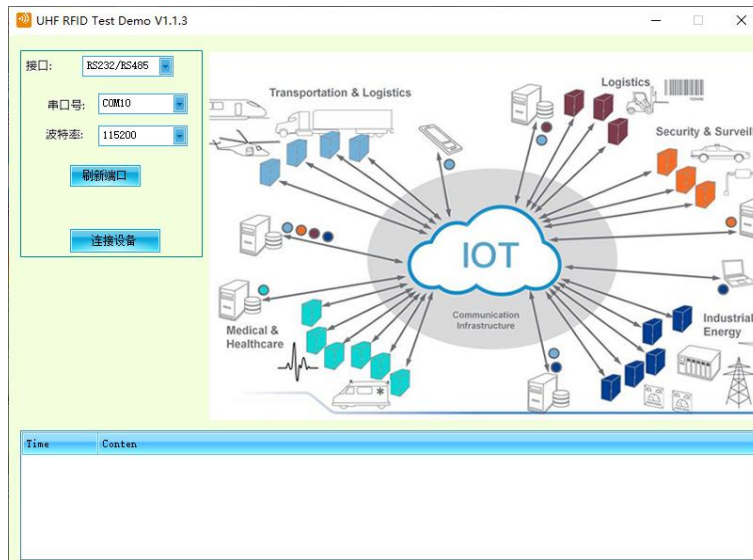 UHF RFID Test Demo V1.1.3
接口: RS232/RS485
串口号: COM10
波特率: 115200
刷新端口
连接设备
Transportation & Logistics
Logistics
Security & Surveil
IOT
Communication
Infrastructure
Medical &
Healthcare
Industrial
Energy
Time Conten